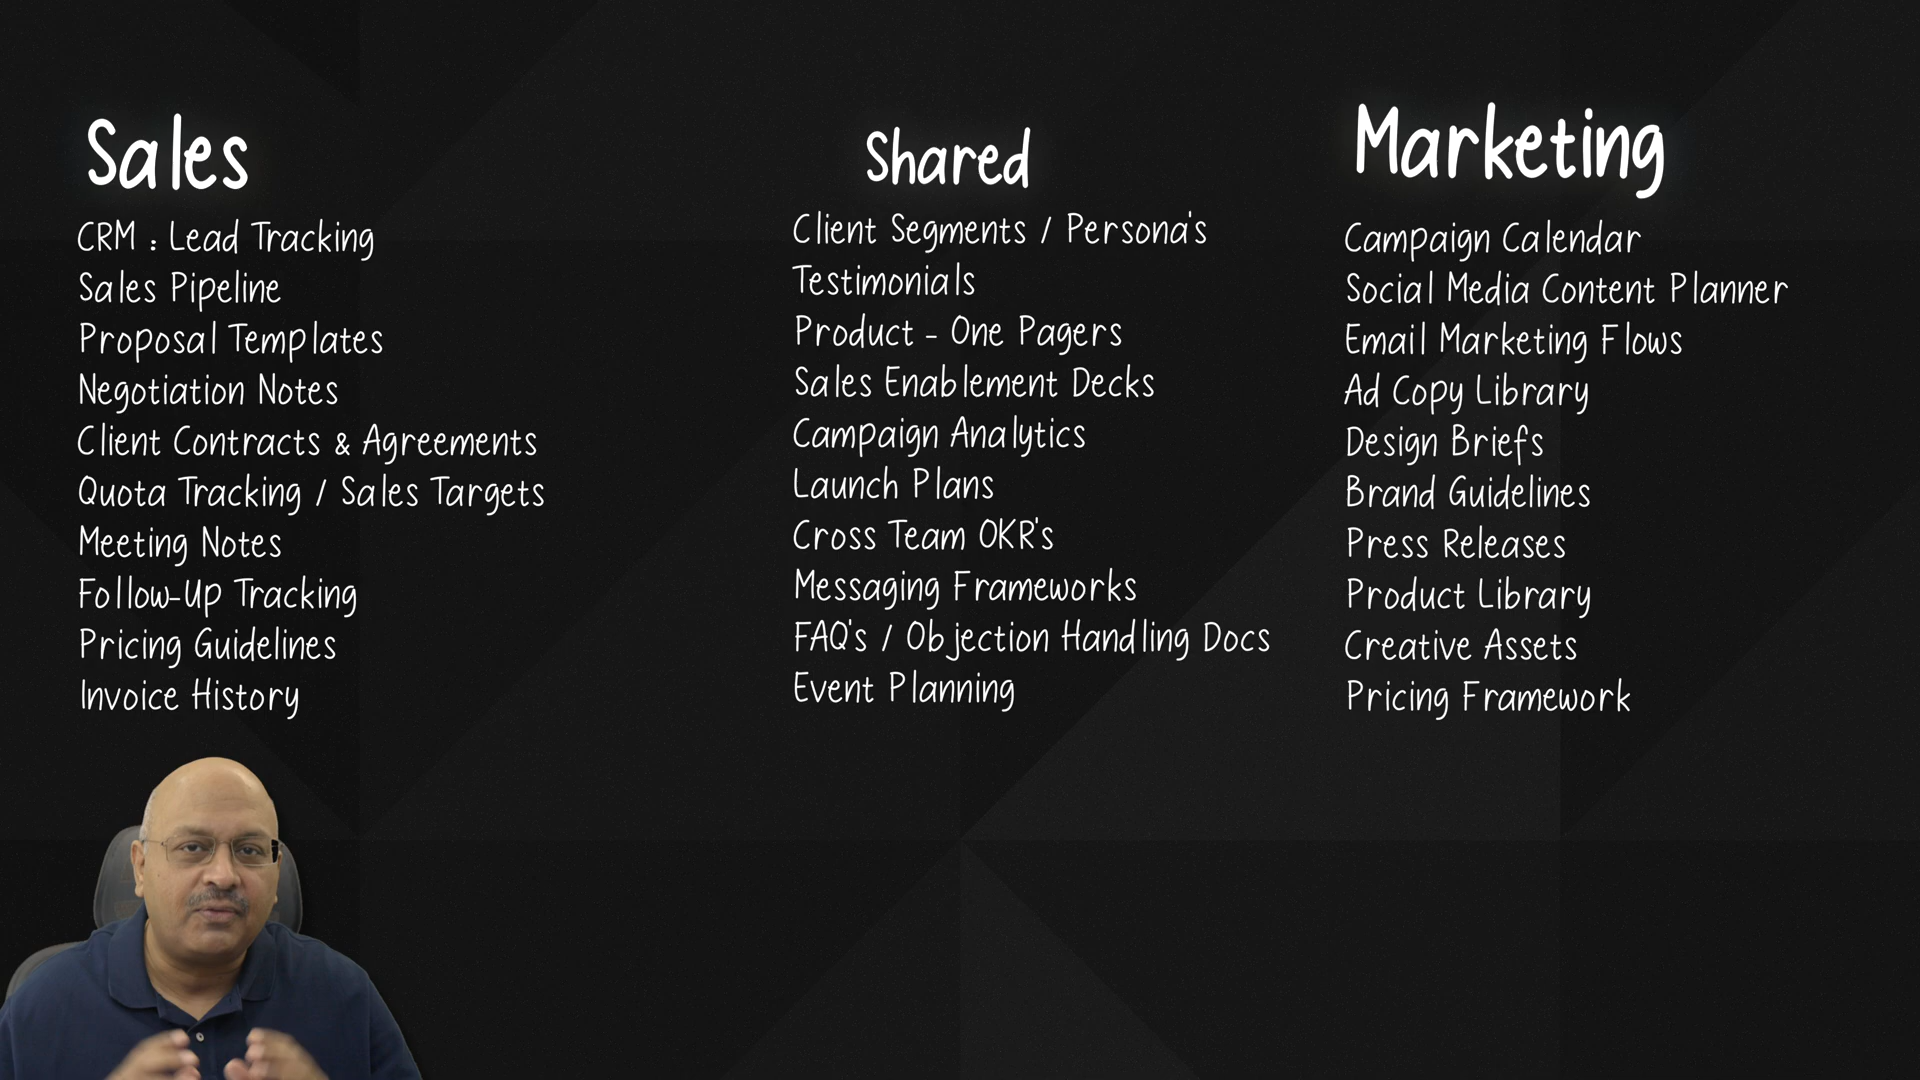 Sales
CRM : Lead Tracking
Sales Pipeline
Proposal Templates
Negotiation Notes
Client Contracts & Agreements
Quota Tracking / Sales Targets
Meeting Notes
Follow-Up Tracking
Pricing Guidelines
Invoice History
Shared
Client Segments / Persona's
Testimonials
Product - One Pagers
Sales Enablement Decks
Campaign Analytics
Launch Plans
Cross Team OKR's
Messaging Frameworks
FAQ's / Objection Handling Docs
Event Planning
Marketing
Campaign Calendar
Social Media Content Planner
Email Marketing Flows
Ad Copy Library
Design Briefs
Brand Guidelines
Press Releases
Product Library
Creative Assets
Pricing Framework